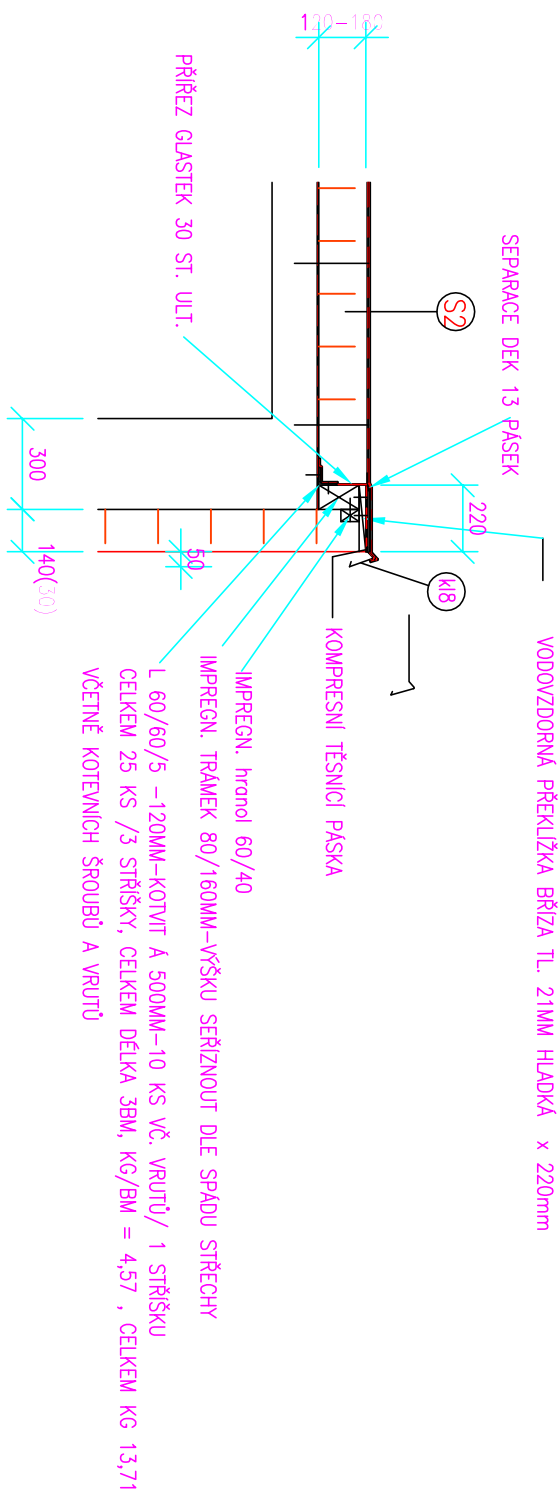 VODOVZDORNÁ PŘEKLIŽKA BŘÍZA TL. 21MM HLADKÁ x 220mm
SEPARACE DEK 13 PÁSEK
220
S2
kl8
120-180
PŘÍŘEZ GLASTEK 30 ST. ULT.
KOMPRESNÍ TĚSNICÍ PÁSKA
IMPREGN. hranol 60/40
IMPREGN. TRÁMEK 80/160MM-VÝŠKU SEŘÍZNOUT DLE SPÁDU STŘECHY
50
L 60/60/5 -120MM-KOTVIT Á 500MM-10 KS VČ. VRUTŮ/ 1 STŘÍŠKU
CELKEM 25 KS /3 STŘÍŠKY, CELKEM DÉLKA 3BM, KG/BM = 4,57 , CELKEM KG 13,71
VČETNĚ KOTEVNÍCH ŠROUBŮ A VRUTŮ
300
140(30)